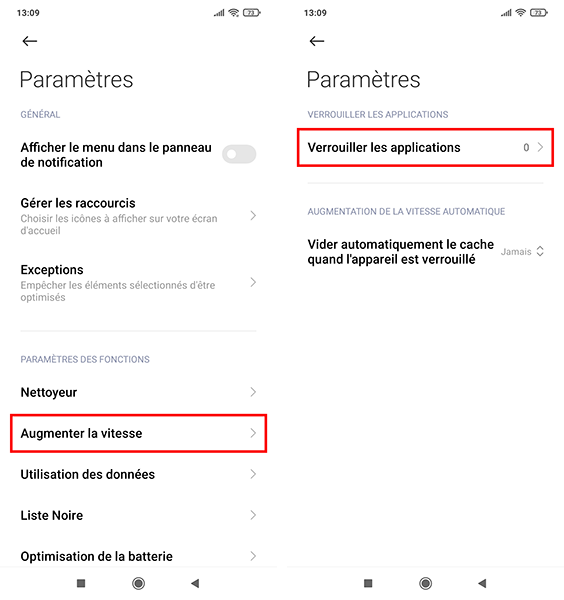 13:09
73
Paramètres
GÉNÉRAL
Afficher le menu dans le panneau
de notification
Gérer les raccourcis
Choisir les icônes à afficher sur votre écran
d'accueil
Exceptions
Empêcher les éléments sélectionnés d'être
optimisés
PARAMÈTRES DES FONCTIONS
Nettoyeur
Augmenter la vitesse
Utilisation des données
Liste Noire
Optimisation de la batterie
13:09
73
Paramètres
VERROUILLER LES APPLICATIONS
Verrouiller les applications
0
AUGMENTATION DE LA VITESSE AUTOMATIQUE
Vider automatiquement le cache
quand l'appareil est verrouillé
Jamais